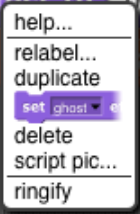 help...
relabel...
duplicate
set ghost
delete
script pic...
ringify